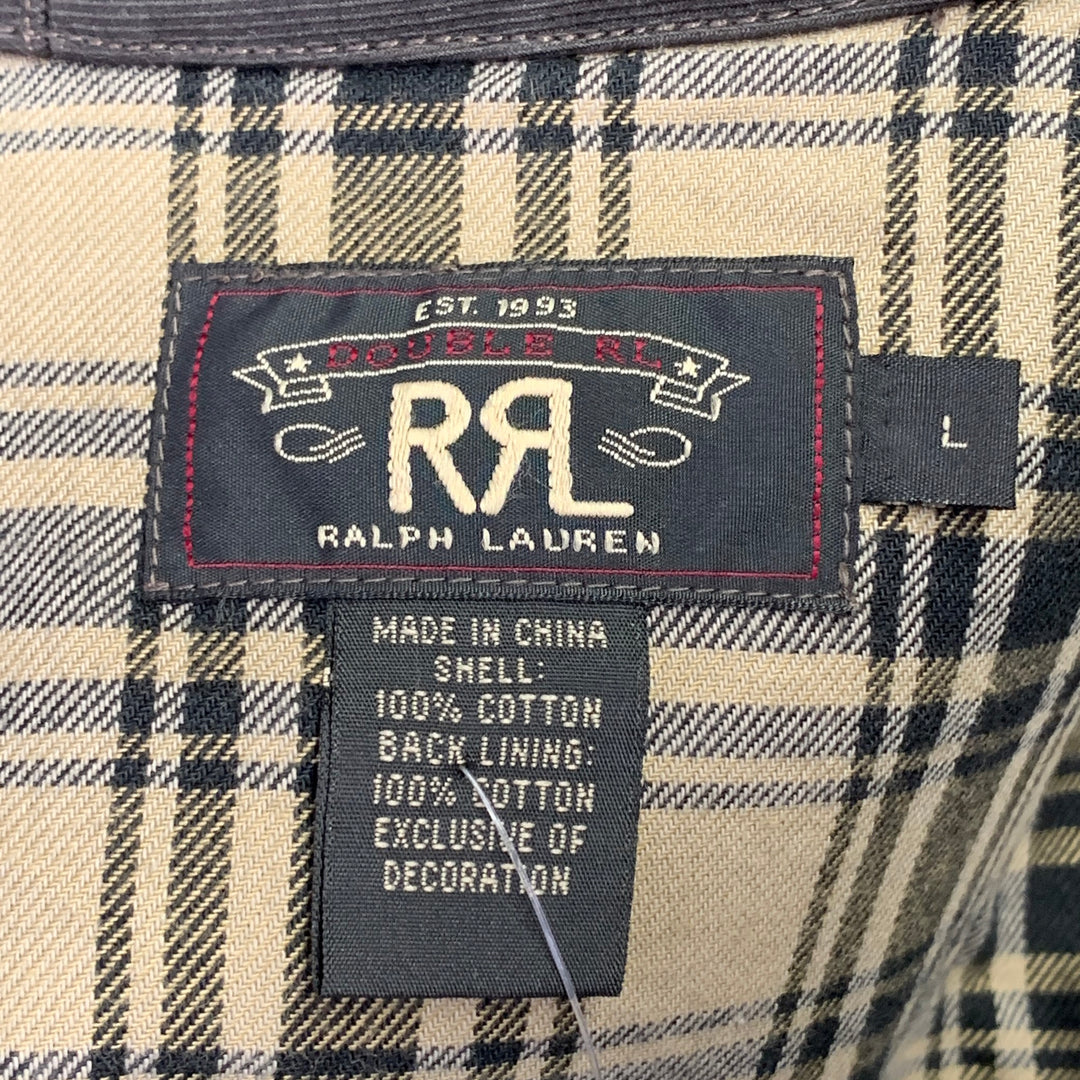 EST. 1993
DOUBLE RL
RRL
RALPH LAUREN
L
MADE IN CHINA
SHELL:
100% COTTON
BACK LINING:
100% COTTON
EXCLUSIVE OF
DECORATION